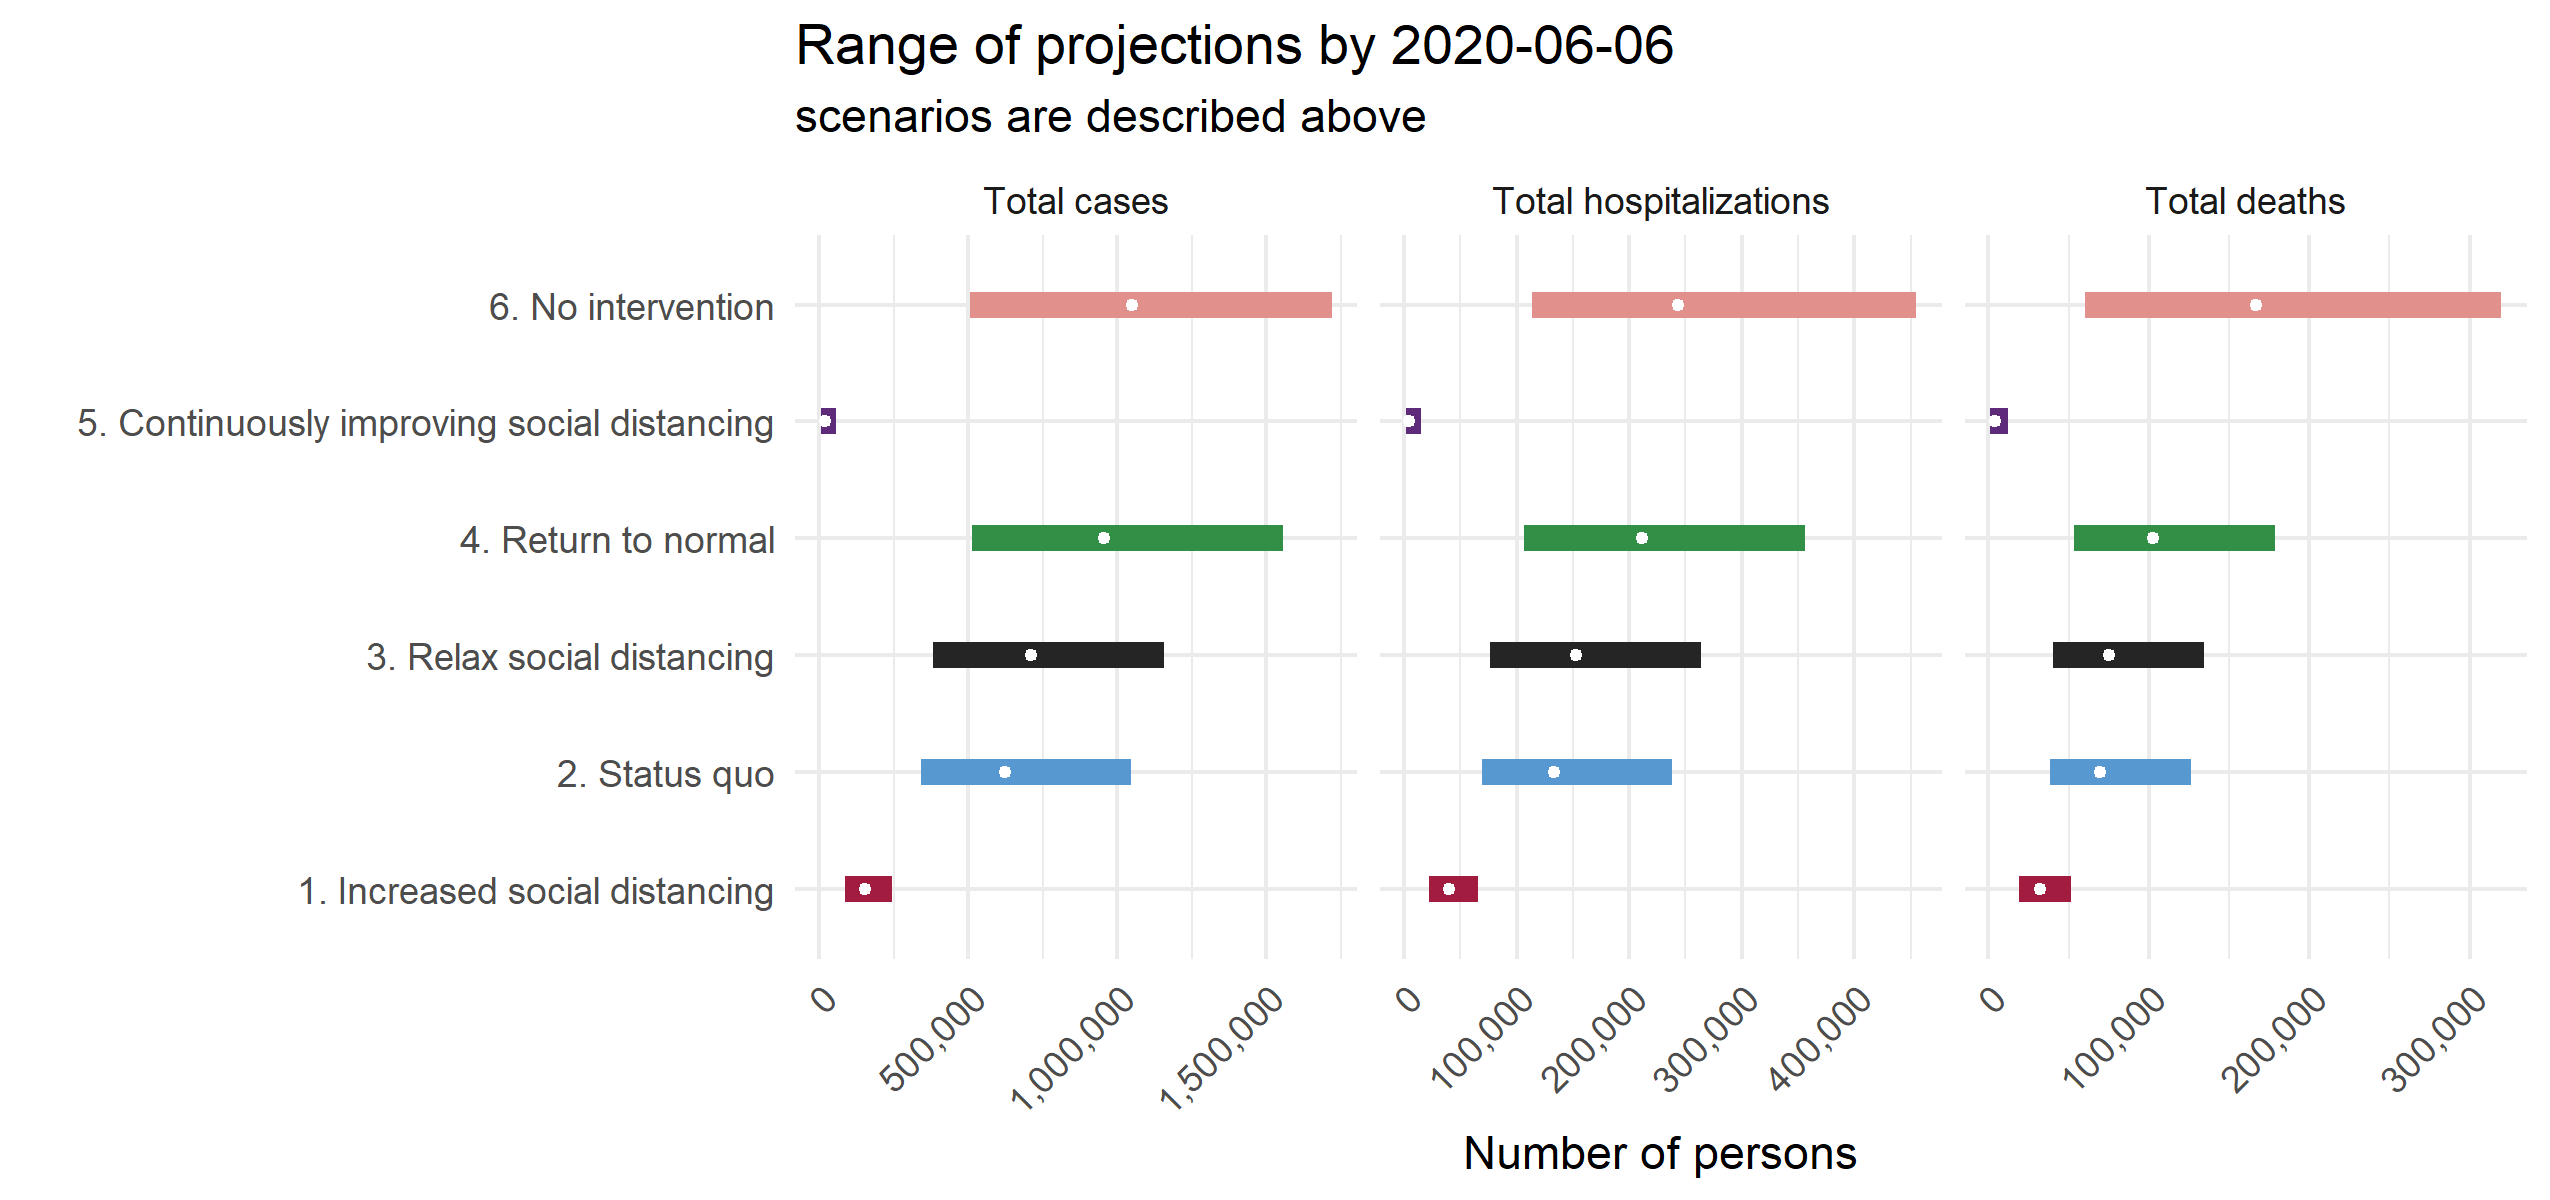 Range of projections by 2020-06-06
scenarios are described above
Total cases
Total hospitalizations
Total deaths
6. No intervention
5. Continuously improving social distancing
4. Return to normal
3. Relax social distancing
2. Status quo
1. Increased social distancing
0
500,000
1,000,000
1,500,000
0
100,000
200,000
300,000
400,000
0
100,000
200,000
300,000
Number of persons